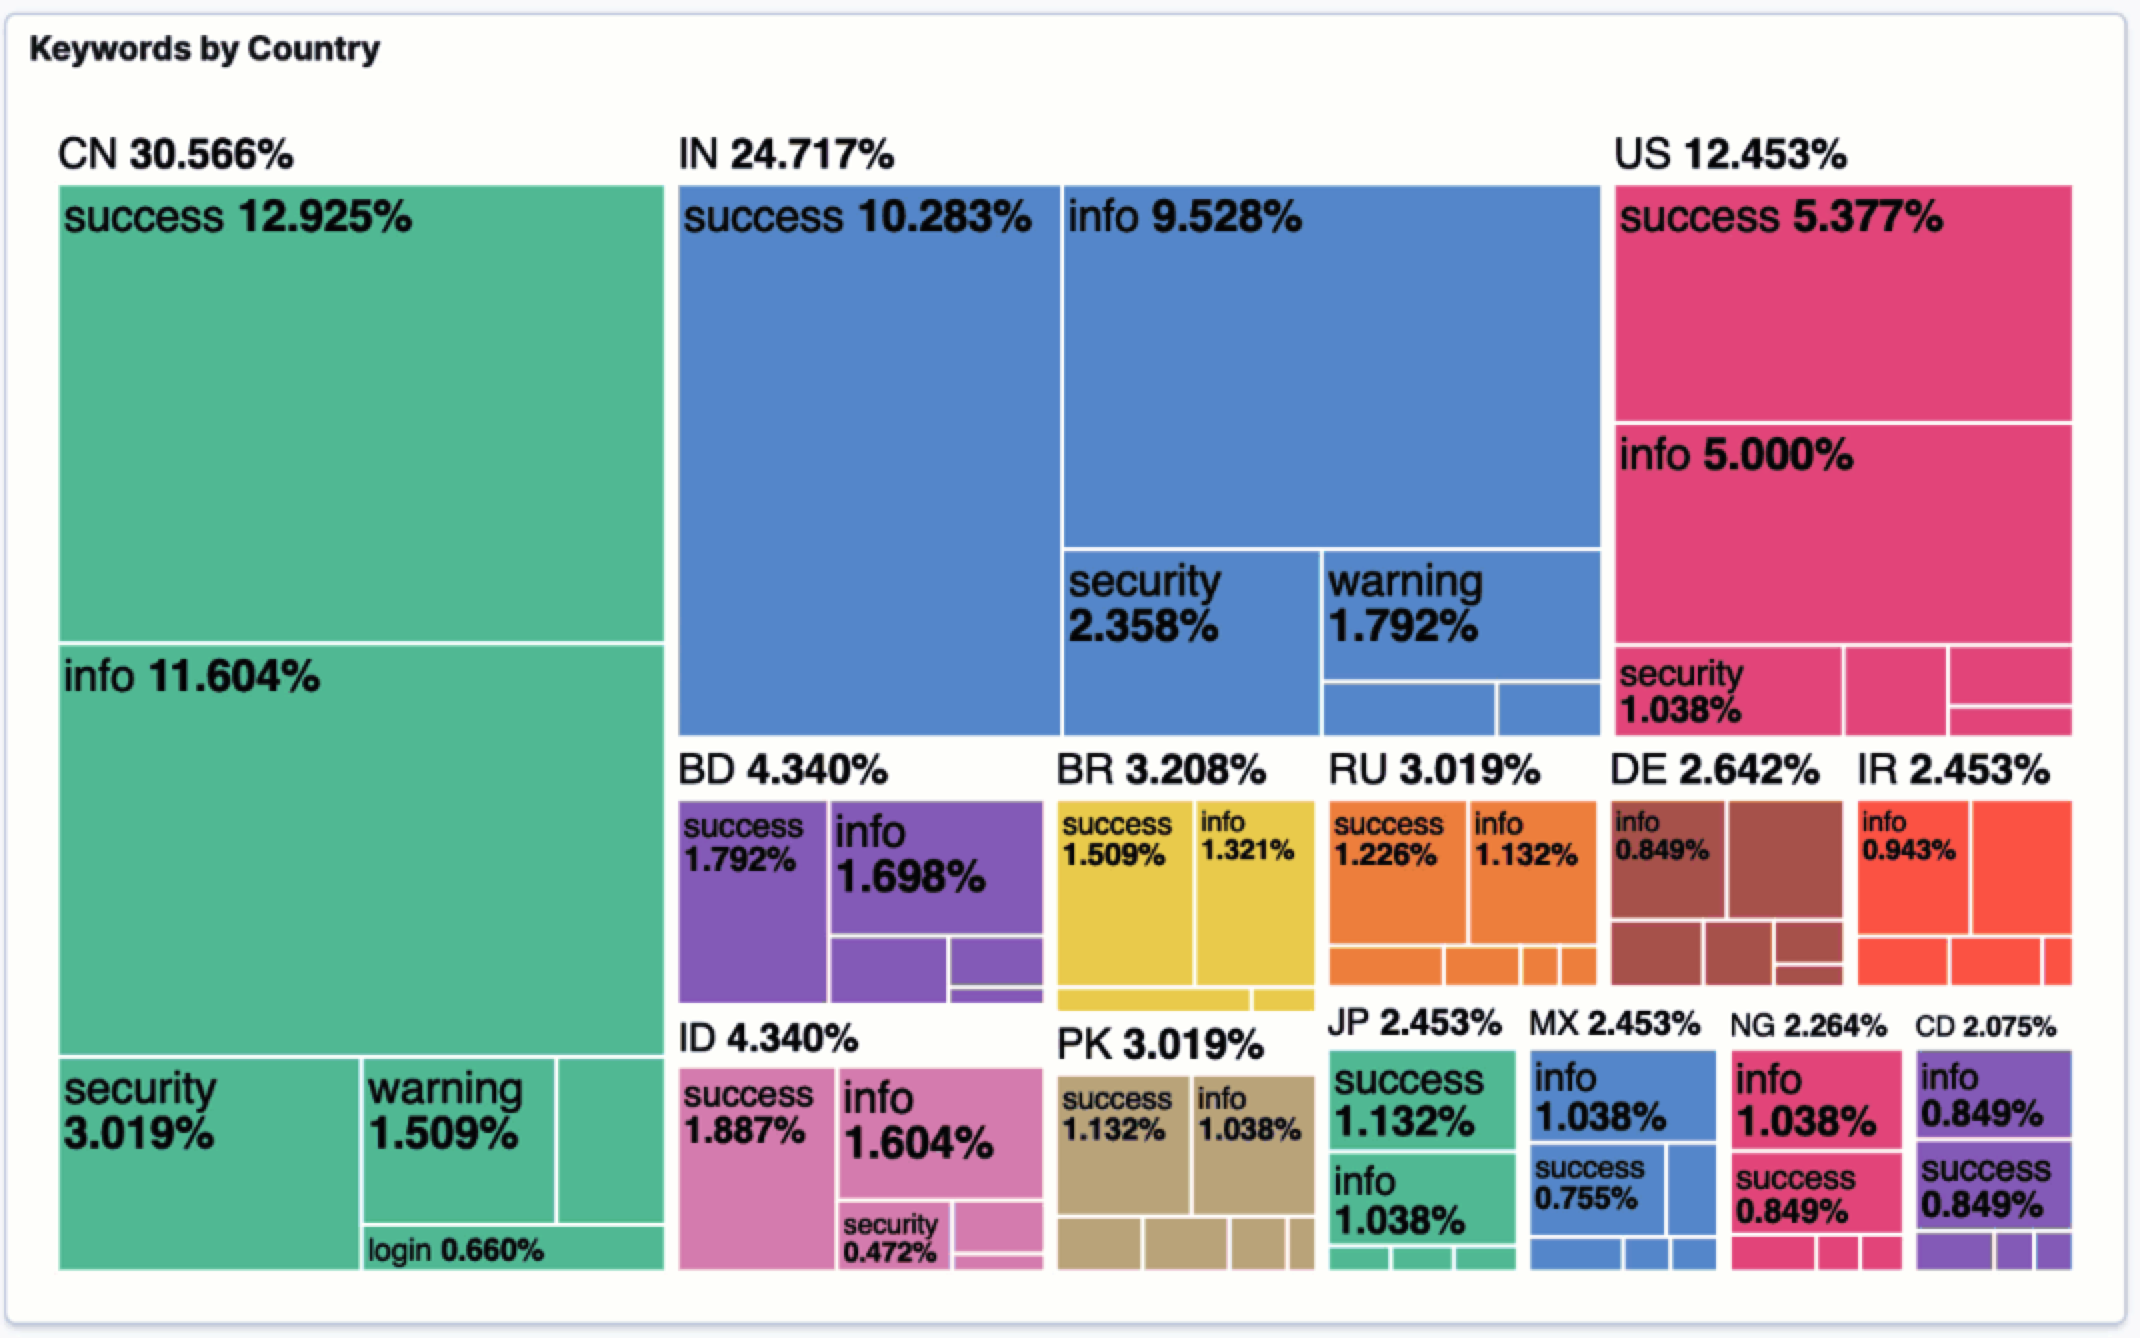 Keywords by Country
CN 30.566%
success 12.925%
info 11.604%
security
3.019%
warning
1.509%
login 0.660%
IN 24.717%
success 10.283%
info 9.528%
security
2.358%
warning
1.792%
US 12.453%
success 5.377%
info 5.000%
security
1.038%
BD 4.340%
success
1.792%
info
1.698%
ID 4.340%
success
1.887%
info
1.604%
security
0.472%
BR 3.208%
success
1.509%
info
1.321%
PK 3.019%
success
1.132%
info
1.038%
RU 3.019%
success
1.226%
info
1.132%
DE 2.642%
info
0.849%
IR 2.453%
info
0.943%
JP 2.453%
success
1.132%
info
1.038%
MX 2.453%
info
1.038%
success
0.755%
NG 2.264%
info
1.038%
success
0.849%
CD 2.075%
info
0.849%
success
0.849%